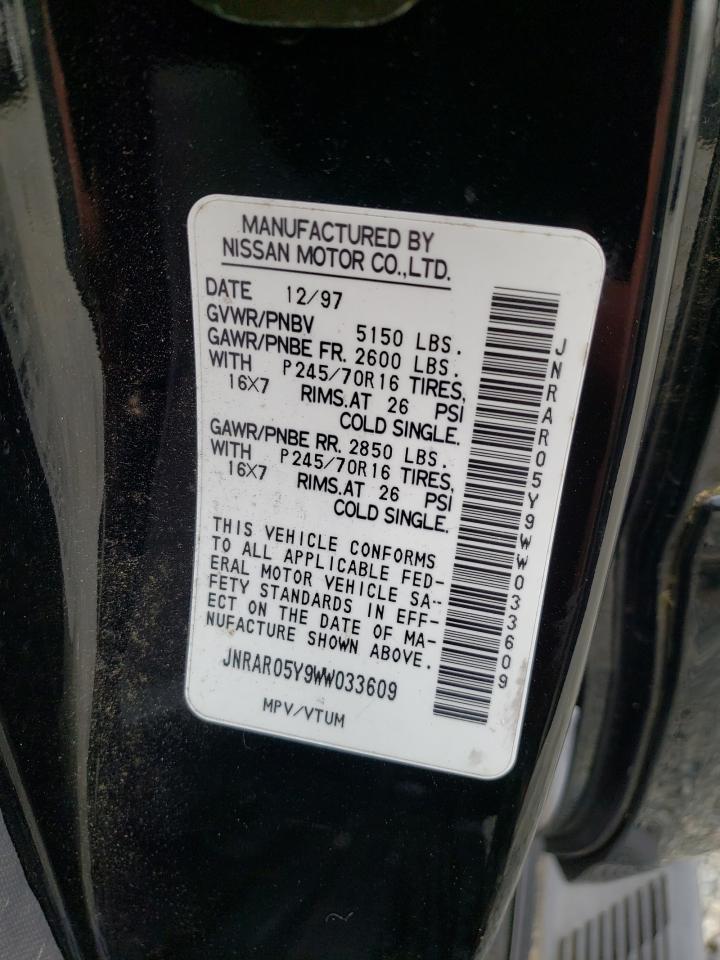 MANUFACTURED BY
NISSAN MOTOR CO.,LTD.
DATE 12/97
GVWR/PNBV 5150 LBS.
GAWR/PNBE FR. 2600 LBS.
WITH P245/70R16 TIRES,
16X7 RIMS.AT 26 PSI
COLD SINGLE.
GAWR/PNBE RR. 2850 LBS.
WITH P245/70R16 TIRES,
16X7 RIMS.AT 26 PSI
COLD SINGLE.
THIS VEHICLE CONFORMS
TO ALL APPLICABLE FED-
ERAL MOTOR VEHICLE SA-
FETY STANDARDS IN EFF-
ECT ON THE DATE OF MA-
NUFACTURE SHOWN ABOVE.
JNRAR05Y9WW033609
MPV/VTUM
JNRAR05Y9WW033609